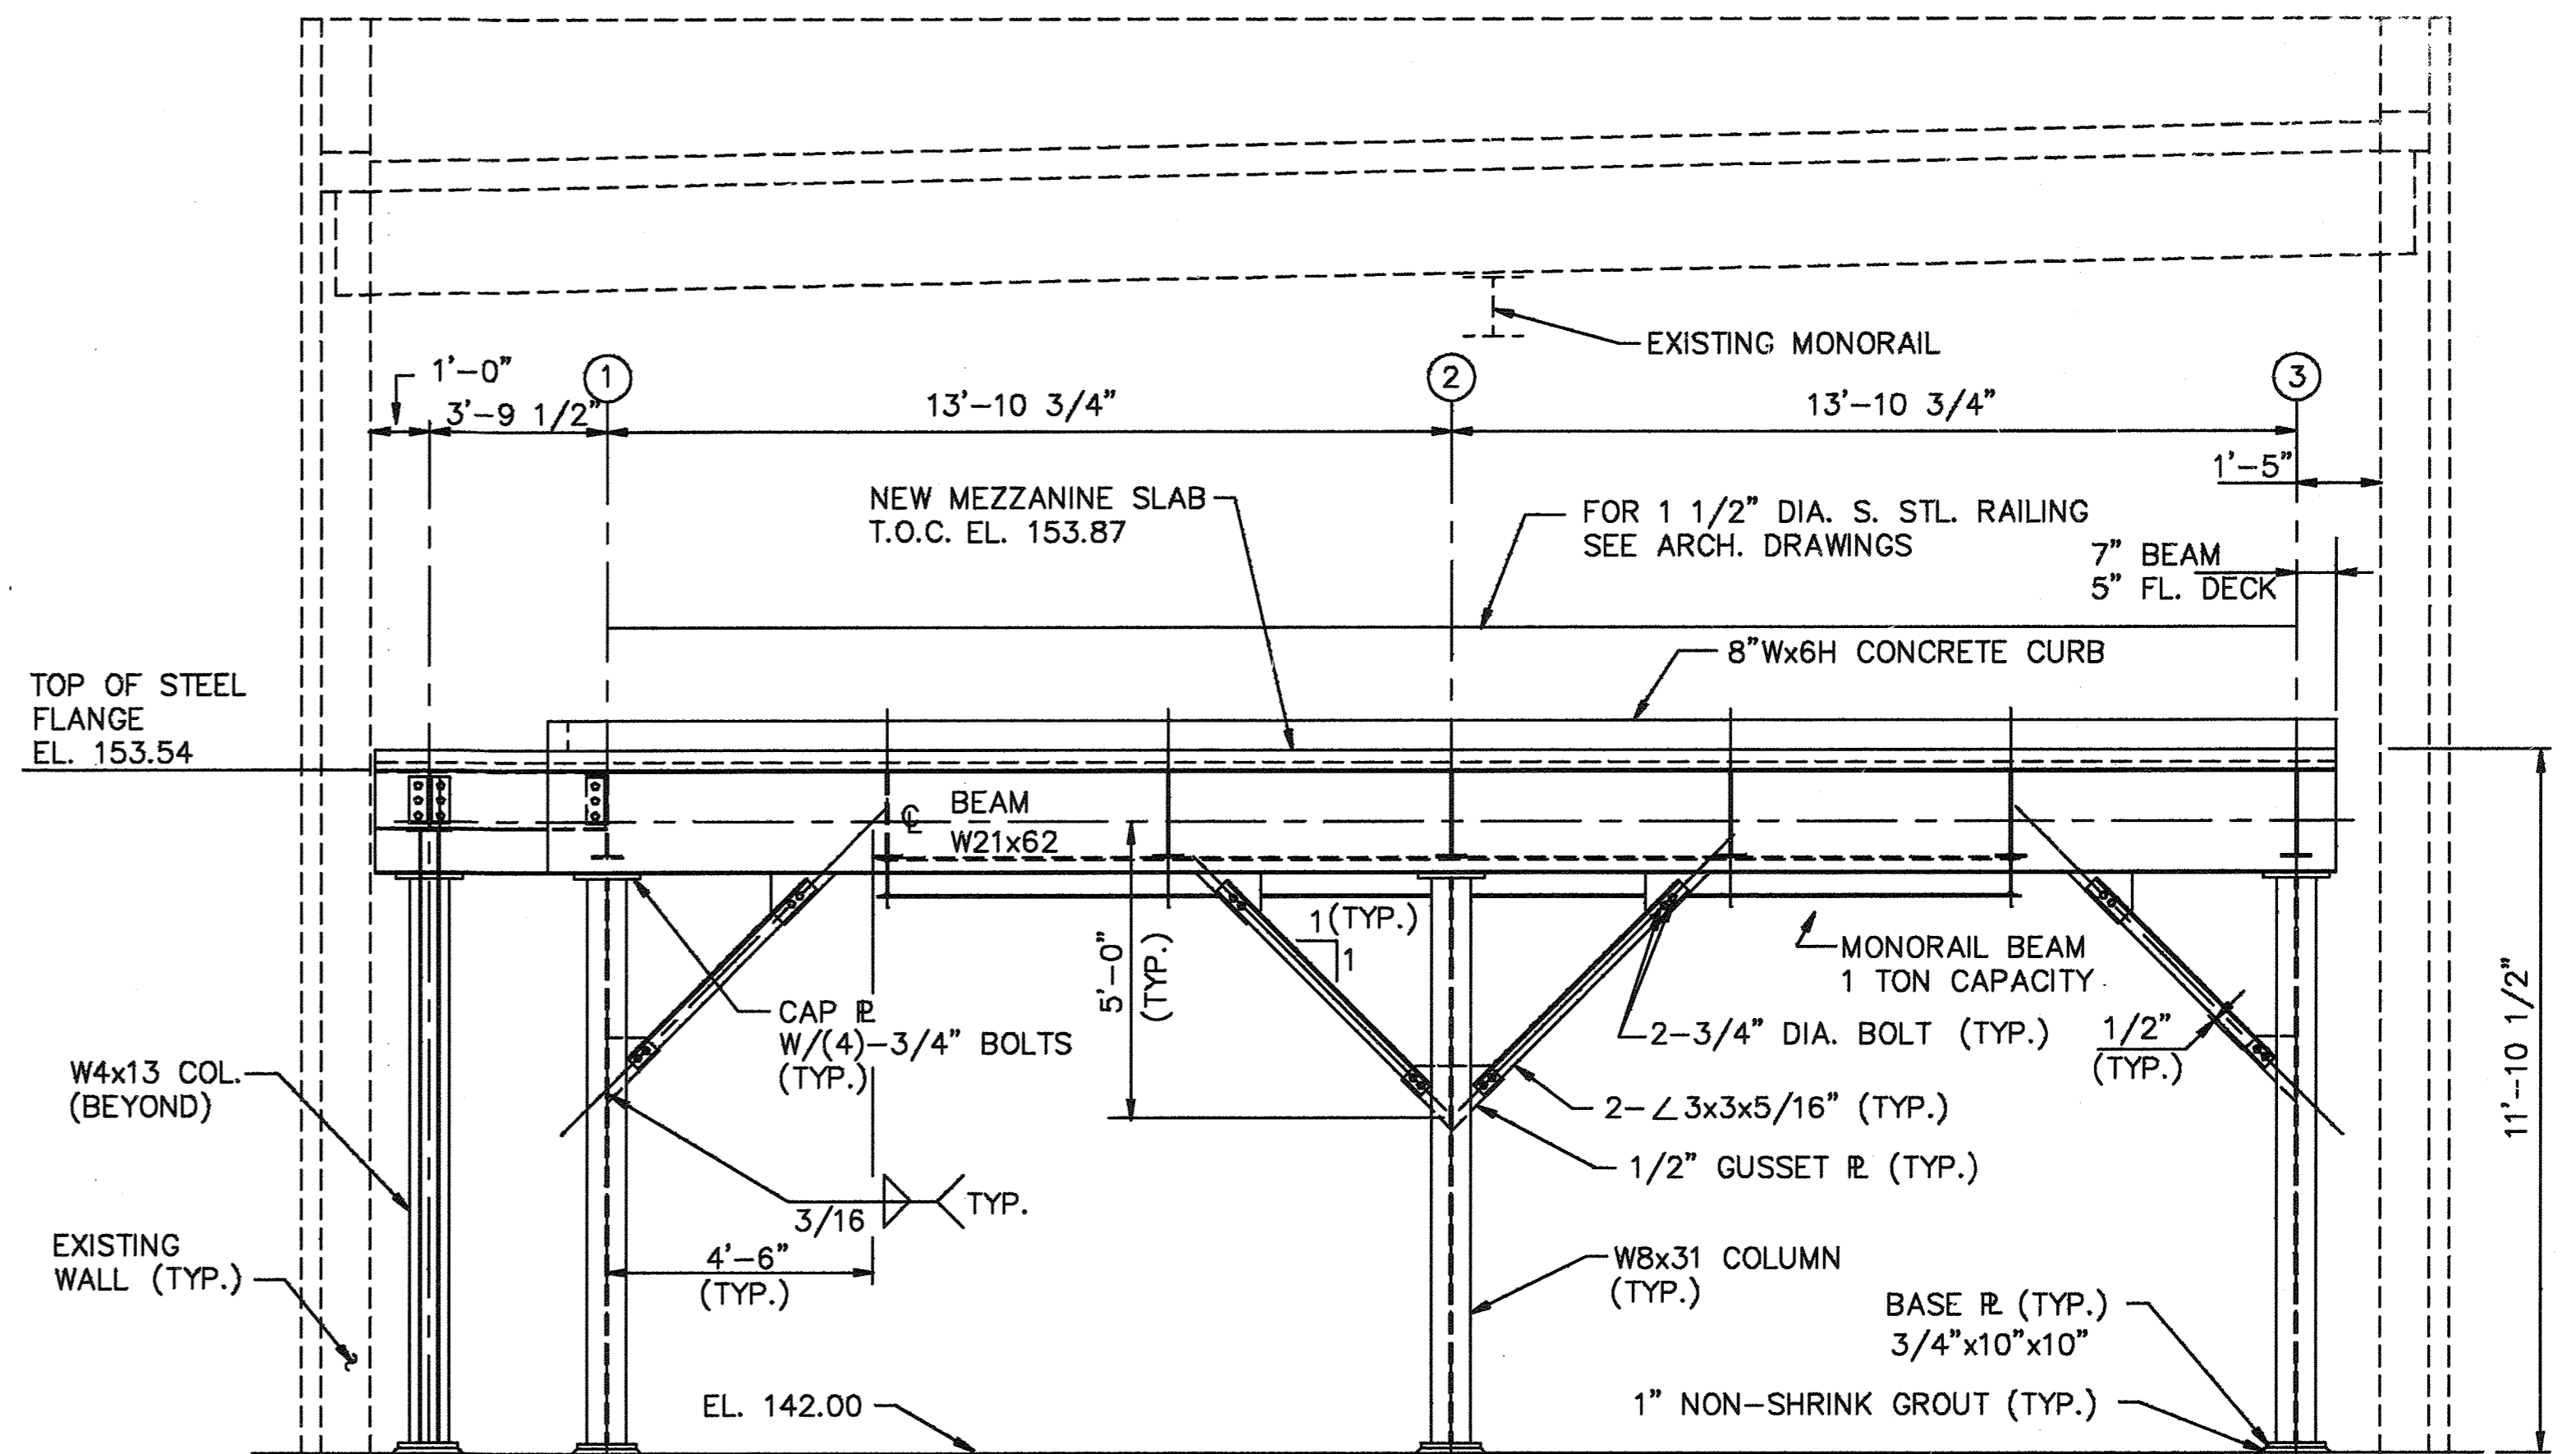 EXISTING MONORAIL
1'-0"
3'-9 1/2"
1
13'-10 3/4"
2
13'-10 3/4"
3
1'-5"
NEW MEZZANINE SLAB
T.O.C. EL. 153.87
FOR 1 1/2" DIA. S. STL. RAILING
SEE ARCH. DRAWINGS
7" BEAM
5" FL. DECK
8"Wx6H CONCRETE CURB
TOP OF STEEL
FLANGE
EL. 153.54
℄ BEAM
W21x62
1(TYP.)
1
5'-0"
(TYP.)
MONORAIL BEAM
1 TON CAPACITY
CAP ℙL
W/(4)-3/4" BOLTS
(TYP.)
2-3/4" DIA. BOLT (TYP.)
1/2"
(TYP.)
11'-10 1/2"
W4x13 COL.
(BEYOND)
2-∠3x3x5/16" (TYP.)
1/2" GUSSET ℙL (TYP.)
3/16
TYP.
EXISTING
WALL (TYP.)
4'-6"
(TYP.)
W8x31 COLUMN
(TYP.)
BASE ℙL (TYP.)
3/4"x10"x10"
EL. 142.00
1" NON-SHRINK GROUT (TYP.)